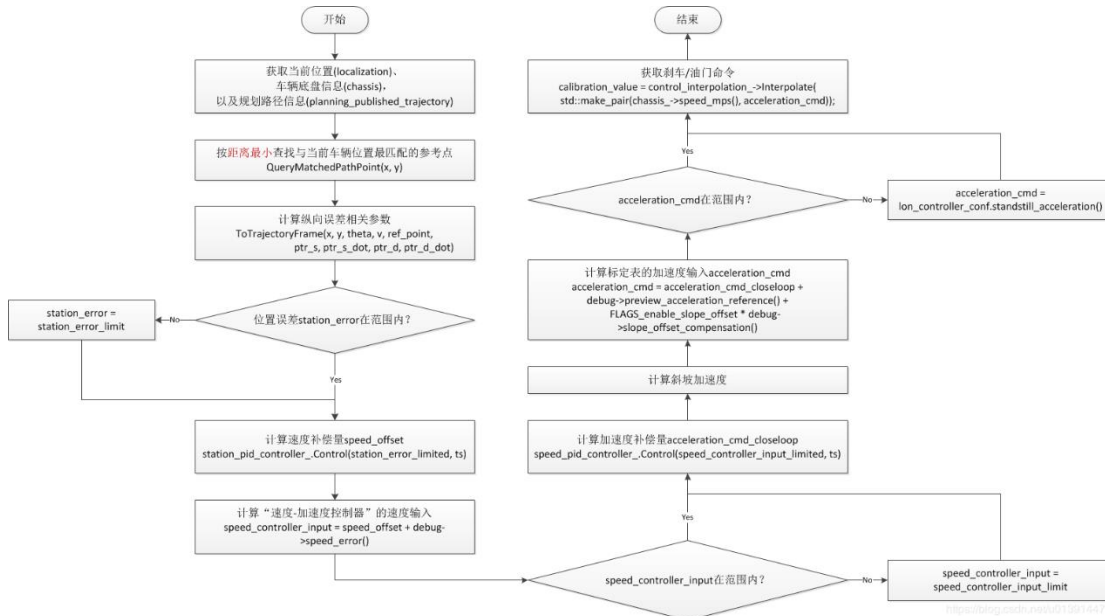 开始
获取当前位置(localization)、
车辆底盘信息(chassis)，
以及规划路径信息(planning_published_trajectory)
按距离最小查找与当前车辆位置最匹配的参考点
QueryMatchedPathPoint(x, y)
计算纵向误差相关参数
ToTrajectoryFrame(x, y, theta, v, ref_point,
ptr_s, ptr_s_dot, ptr_d, ptr_d_dot)
位置误差station_error在范围内？
No
station_error =
station_error_limit
Yes
计算速度补偿量speed_offset
station_pid_controller_.Control(station_error_limited, ts)
计算“速度-加速度控制器”的速度输入
speed_controller_input = speed_offset + debug-
>speed_error()
speed_controller_input在范围内？
No
speed_controller_input =
speed_controller_input_limit
Yes
计算加速度补偿量acceleration_cmd_closeloop
speed_pid_controller_.Control(speed_controller_input_limited, ts)
计算斜坡加速度
计算标定表的加速度输入acceleration_cmd
acceleration_cmd = acceleration_cmd_closeloop +
debug->preview_acceleration_reference() +
FLAGS_enable_slope_offset * debug-
>slope_offset_compensation()
acceleration_cmd在范围内？
No
acceleration_cmd =
lon_controller_conf.standstill_acceleration()
Yes
获取刹车/油门命令
calibration_value = control_interpolation_->Interpolate(
std::make_pair(chassis_->speed_mps(), acceleration_cmd));
结束